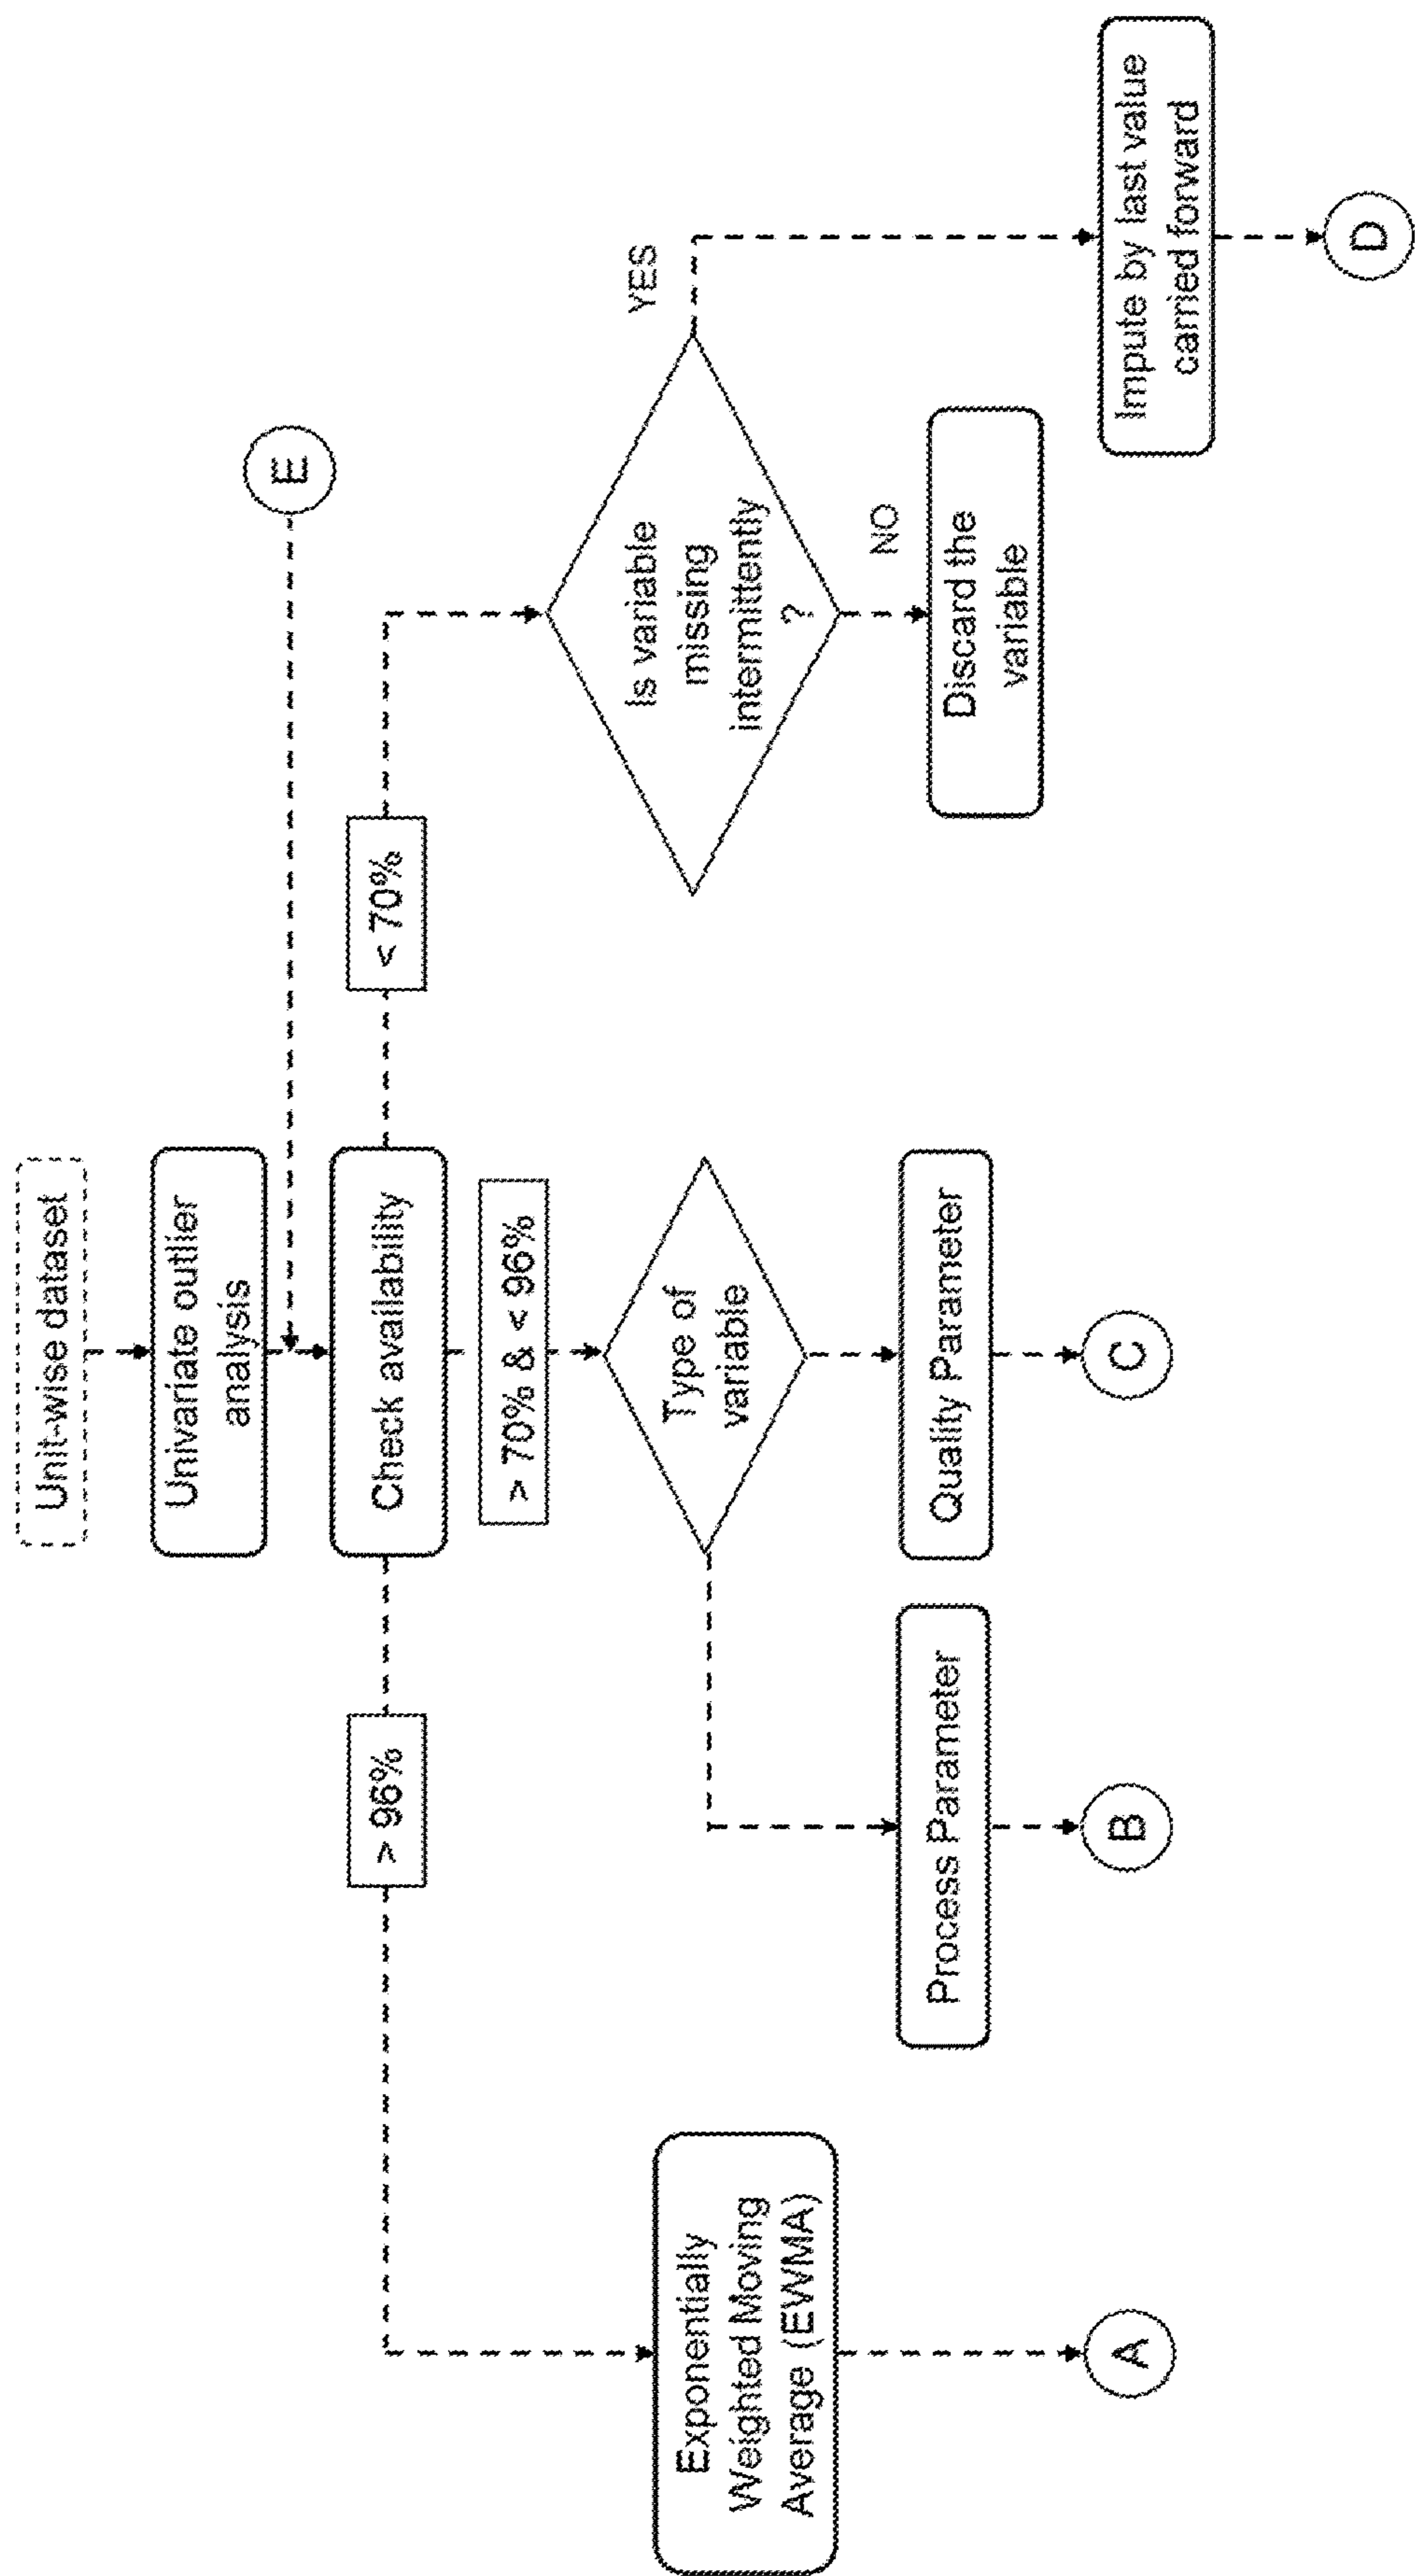 Unit-wise dataset
Univariate outlier
analysis
E
Check availability
> 96%
< 70%
> 70% & < 96%
Exponentially
Weighted Moving
Average (EWMA)
Type of
variable
Is variable
missing
intermittently
?
YES
NO
Process Parameter
Quality Parameter
Discard the
variable
Impute by last value
carried forward
A
B
C
D